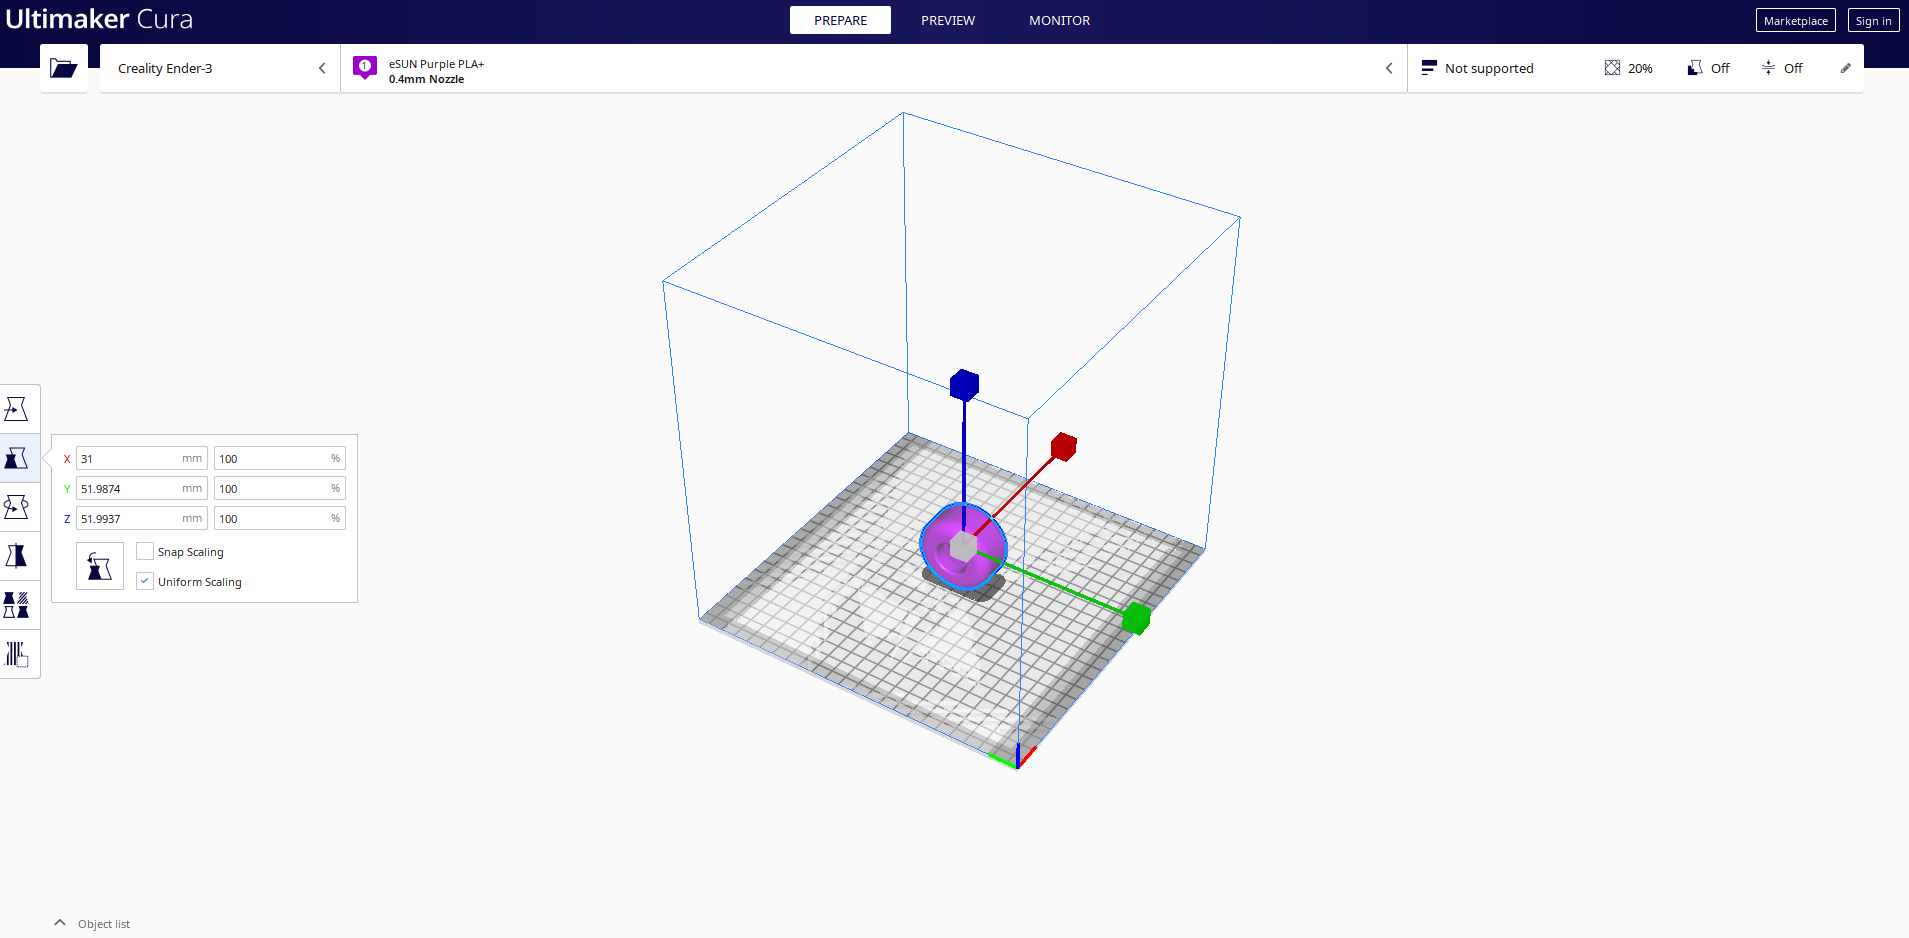 Ultimaker Cura
PREPARE
PREVIEW
MONITOR
Marketplace
Sign in
Creality Ender-3
1
eSUN Purple PLA+
0.4mm Nozzle
Not supported
20%
Off
Off
X 31 mm 100 %
Y 51.9874 mm 100 %
Z 51.9937 mm 100 %
Snap Scaling
Uniform Scaling
Object list